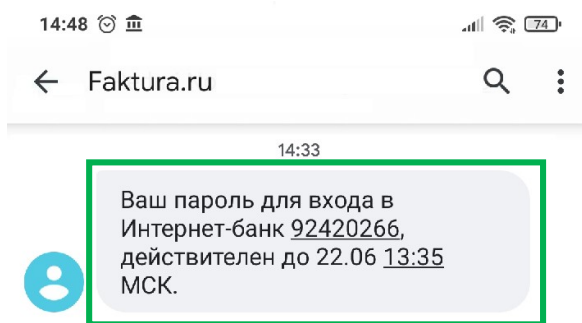 14:48 74
Faktura.ru
14:33
Ваш пароль для входа в
Интернет-банк 92420266,
действителен до 22.06 13:35
МСК.